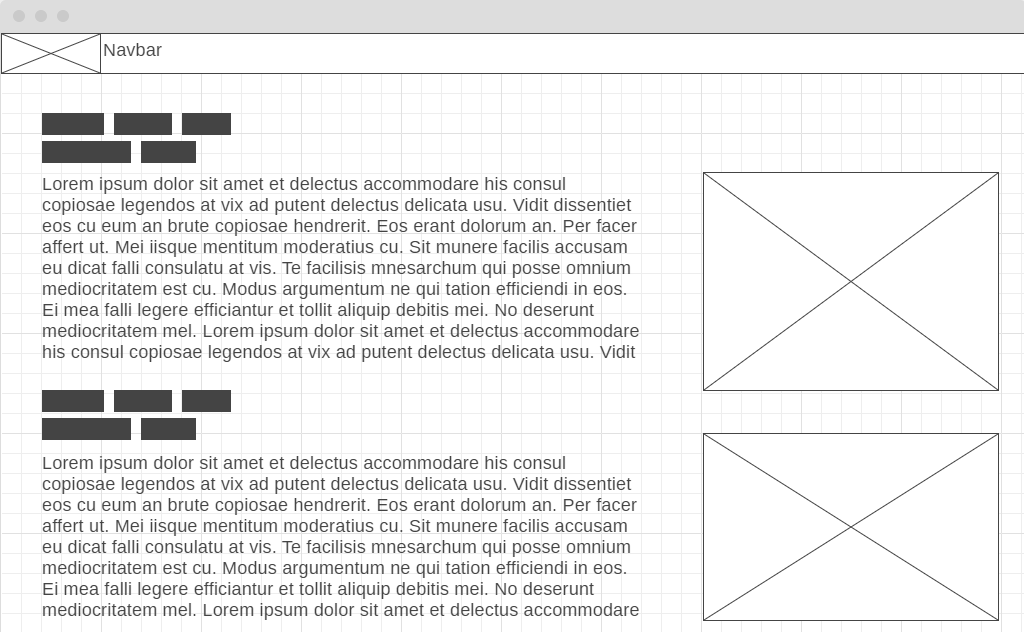 Navbar
Lorem ipsum dolor sit amet et delectus accommodare his consul
copiosae legendos at vix ad putent delectus delicata usu. Vidit dissentiet
eos cu eum an brute copiosae hendrerit. Eos erant dolorum an. Per facer
affert ut. Mei iisque mentitum moderatius cu. Sit munere facilis accusam
eu dicat falli consulatu at vis. Te facilisis mnesarchum qui posse omnium
mediocritatem est cu. Modus argumentum ne qui tation efficiendi in eos.
Ei mea falli legere efficiantur et tollit aliquip debitis mei. No deserunt
mediocritatem mel. Lorem ipsum dolor sit amet et delectus accommodare
his consul copiosae legendos at vix ad putent delectus delicata usu. Vidit
Lorem ipsum dolor sit amet et delectus accommodare his consul
copiosae legendos at vix ad putent delectus delicata usu. Vidit dissentiet
eos cu eum an brute copiosae hendrerit. Eos erant dolorum an. Per facer
affert ut. Mei iisque mentitum moderatius cu. Sit munere facilis accusam
eu dicat falli consulatu at vis. Te facilisis mnesarchum qui posse omnium
mediocritatem est cu. Modus argumentum ne qui tation efficiendi in eos.
Ei mea falli legere efficiantur et tollit aliquip debitis mei. No deserunt
mediocritatem mel. Lorem ipsum dolor sit amet et delectus accommodare